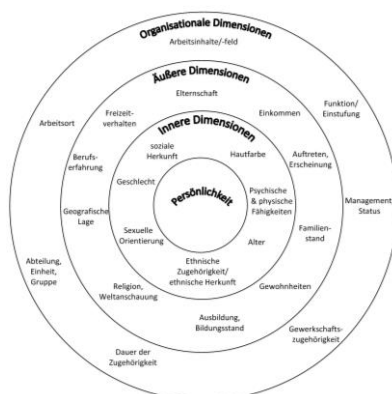 Organisationale Dimensionen
Arbeitsinhalte/-feld
Äußere Dimensionen
Elternschaft
Funktion/
Einstufung
Freizeit-
verhalten
Einkommen
Arbeitsort
Innere Dimensionen
soziale
Herkunft
Hautfarbe
Berufs-
erfahrung
Auftreten,
Erscheinung
Geschlecht
Persönlichkeit
Psychische
& physische
Fähigkeiten
Management
Status
Geografische
Lage
Sexuelle
Orientierung
Familien-
stand
Alter
Abteilung,
Einheit,
Gruppe
Ethnische
Zugehörigkeit/
ethnische Herkunft
Religion,
Weltanschauung
Gewohnheiten
Ausbildung,
Bildungsstand
Gewerkschafts-
zugehörigkeit
Dauer der
Zugehörigkeit